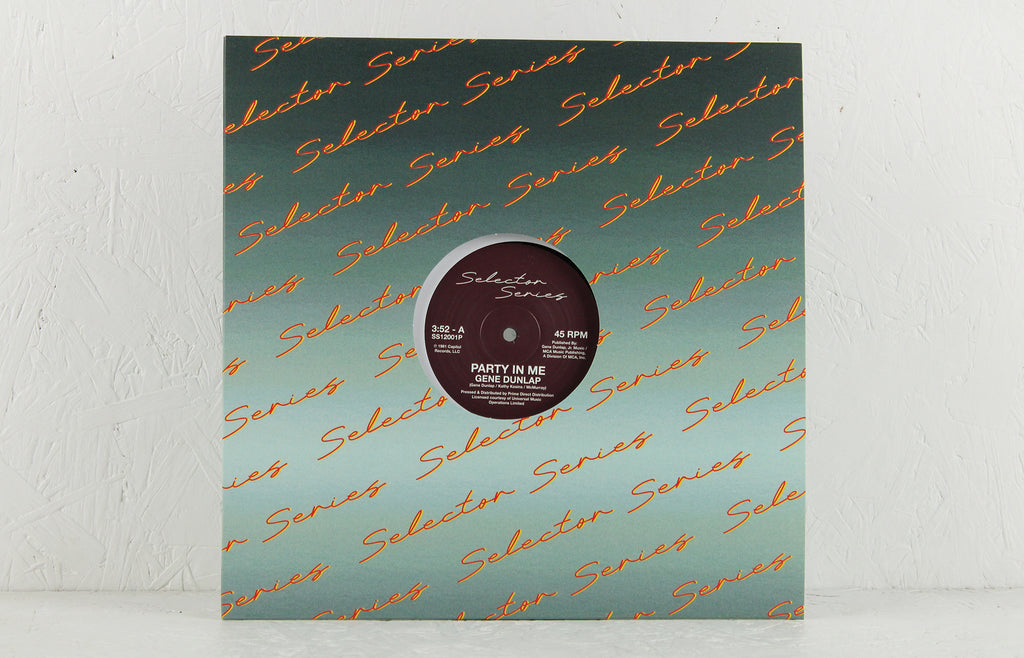 Selector Series
Selector
Series
3:52 - A
SS12001P
℗ 1981 Capitol
Records, LLC
45 RPM
Published By:
Gene Dunlap, Jr. Music /
MCA Music Publishing,
A Division Of MCA, Inc.
PARTY IN ME
GENE DUNLAP
(Gene Dunlap / Kathy Kosins / McMurray)
Pressed & Distributed by Prime Direct Distribution
Licensed courtesy of Universal Music
Operations Limited